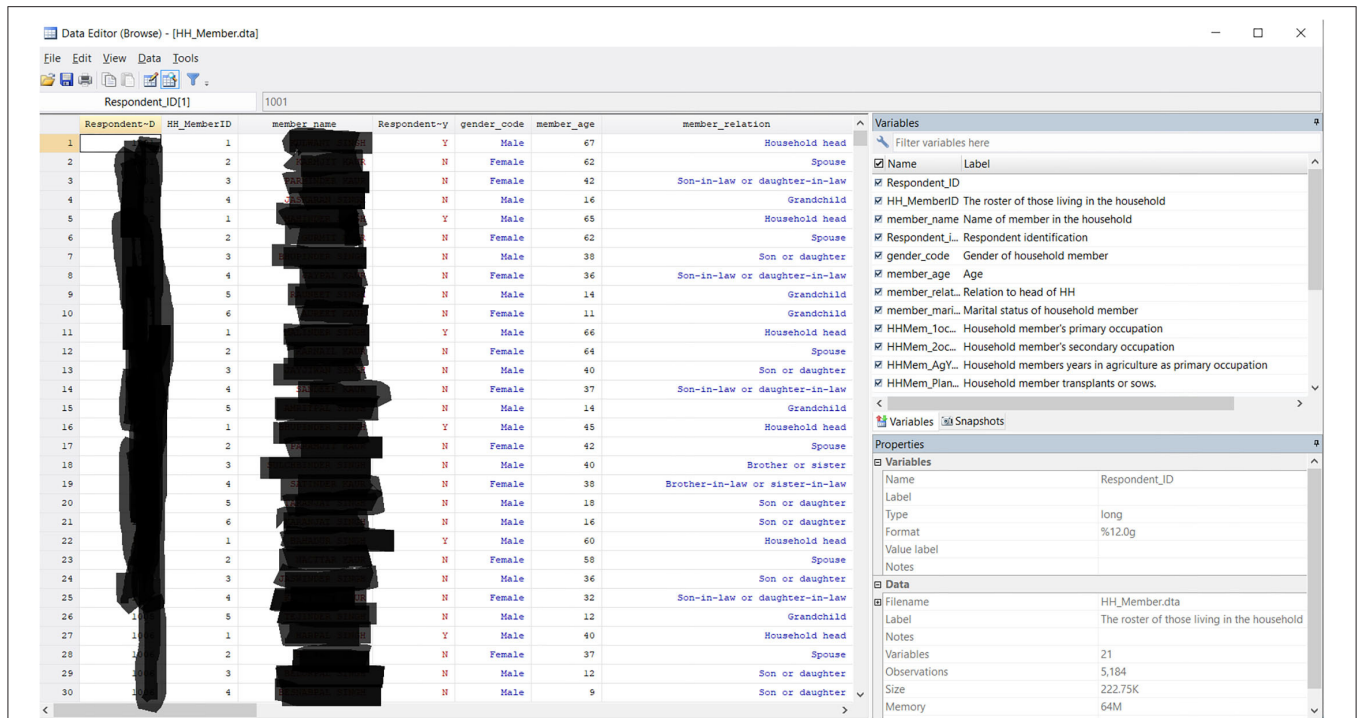 Data Editor (Browse) - [HH_Member.dta]
File Edit View Data Tools
Respondent_ID[1] 1001
Respondent~D HH_MemberID member_name Respondent~y gender_code member_age member_relation
1 1 Y Male 67 Household head
2 2 N Female 62 Spouse
3 3 N Female 42 Son-in-law or daughter-in-law
4 4 N Male 16 Grandchild
5 1 Y Male 65 Household head
6 2 N Female 62 Spouse
7 3 N Male 38 Son or daughter
8 4 N Female 36 Son-in-law or daughter-in-law
9 5 N Male 14 Grandchild
10 6 N Female 11 Grandchild
11 1 Y Male 66 Household head
12 2 N Female 64 Spouse
13 3 N Male 40 Son or daughter
14 4 N Female 37 Son-in-law or daughter-in-law
15 5 N Male 14 Grandchild
16 1 Y Male 45 Household head
17 2 N Female 42 Spouse
18 3 N Male 40 Brother or sister
19 4 N Female 38 Brother-in-law or sister-in-law
20 5 N Male 18 Son or daughter
21 6 N Male 16 Son or daughter
22 1 Y Male 60 Household head
23 2 N Female 58 Spouse
24 3 N Male 36 Son or daughter
25 4 N Female 32 Son-in-law or daughter-in-law
26 5 N Male 12 Grandchild
27 1 Y Male 40 Household head
28 2 N Female 37 Spouse
29 3 N Male 12 Son or daughter
30 4 N Male 9 Son or daughter
Variables
Filter variables here
Name Label
Respondent_ID
HH_MemberID The roster of those living in the household
member_name Name of member in the household
Respondent_i... Respondent identification
gender_code Gender of household member
member_age Age
member_relat... Relation to head of HH
member_mari... Marital status of household member
HHMem_1oc... Household member's primary occupation
HHMem_2oc... Household member's secondary occupation
HHMem_AgY... Household members years in agriculture as primary occupation
HHMem_Plan... Household member transplants or sows.
Variables Snapshots
Properties
Variables
Name Respondent_ID
Label
Type long
Format %12.0g
Value label
Notes
Data
Filename HH_Member.dta
Label The roster of those living in the household
Notes
Variables 21
Observations 5,184
Size 222.75K
Memory 64M